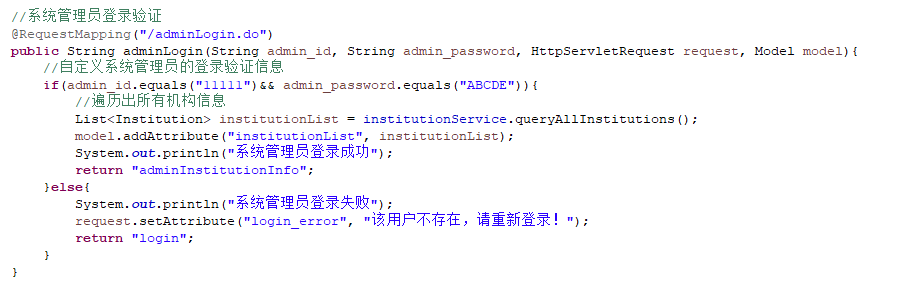 //系统管理员登录验证
@RequestMapping("/adminLogin.do")
public String adminLogin(String admin_id, String admin_password, HttpServletRequest request, Model model){
    //自定义系统管理员的登录验证信息
    if(admin_id.equals("11111")&& admin_password.equals("ABCDE")){
        //遍历出所有机构信息
        List<Institution> institutionList = institutionService.queryAllInstitutions();
        model.addAttribute("institutionList", institutionList);
        System.out.println("系统管理员登录成功");
        return "adminInstitutionInfo";
    }else{
        System.out.println("系统管理员登录失败");
        request.setAttribute("login_error", "该用户不存在，请重新登录！");
        return "login";
    }
}